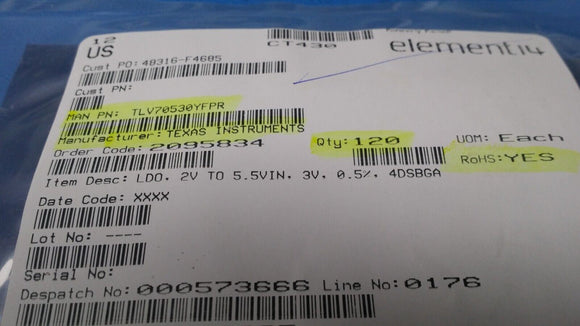 12
US
CT430
element14
Cust PO: 48316-F4685
Cust PN:
MAN PN: TLV70530YFPR
Manufacturer: TEXAS INSTRUMENTS
Order Code: 2095834
Qty: 120
UOM: Each
RoHS: YES
Item Desc: LDO, 2V TO 5.5VIN, 3V, 0.5%, 4DSBGA
Date Code: XXXX
Lot No: ----
Serial No:
Despatch No: 000573666 Line No: 0176